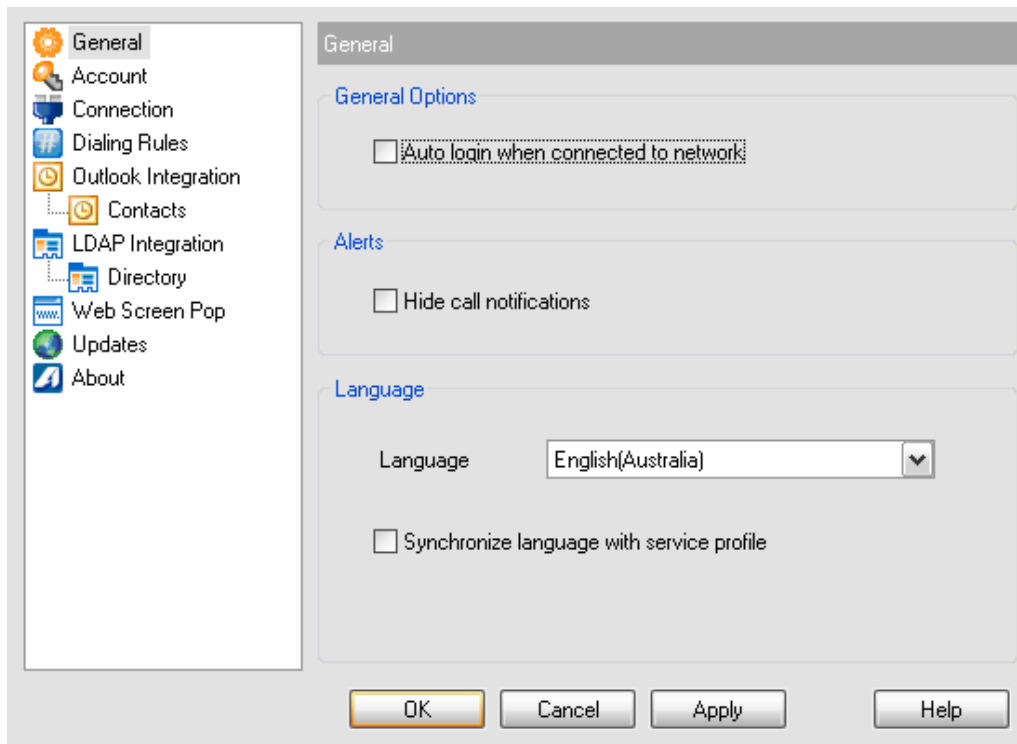 General
Account
Connection
Dialing Rules
Outlook Integration
Contacts
LDAP Integration
Directory
www.
Web Screen Pop
Updates
About
General
General Options
Auto login when connected to network
Alerts
Hide call notifications
Language
Language English(Australia)
Synchronize language with service profile
OK Cancel Apply Help